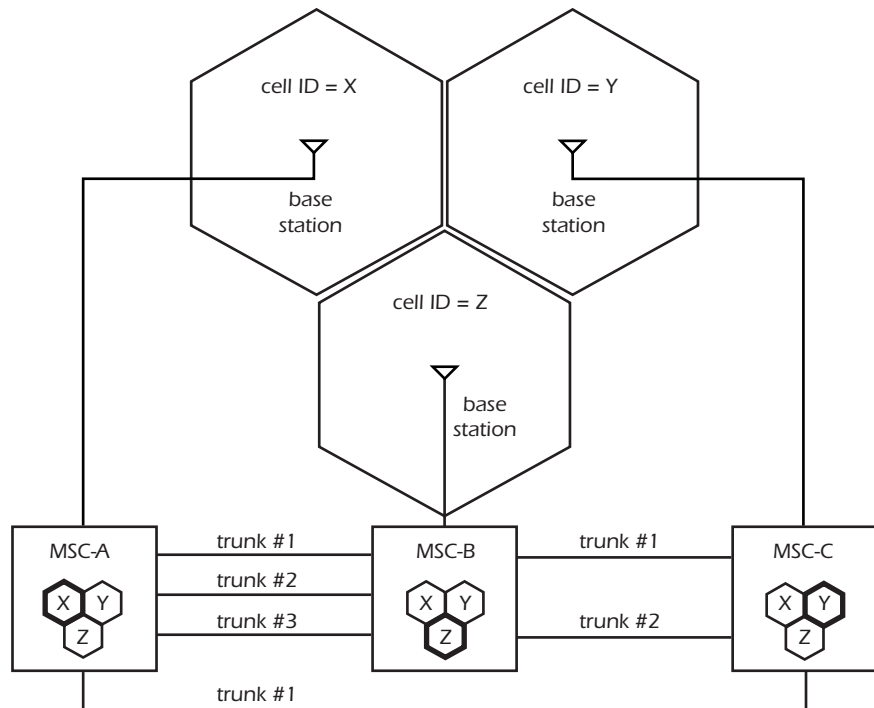 cell ID = X
cell ID = Y
base
station
base
station
cell ID = Z
base
station
MSC-A
trunk #1
MSC-B
trunk #1
MSC-C
trunk #2
X Y
Z
trunk #3
X Y
Z
trunk #2
X Y
Z
trunk #1